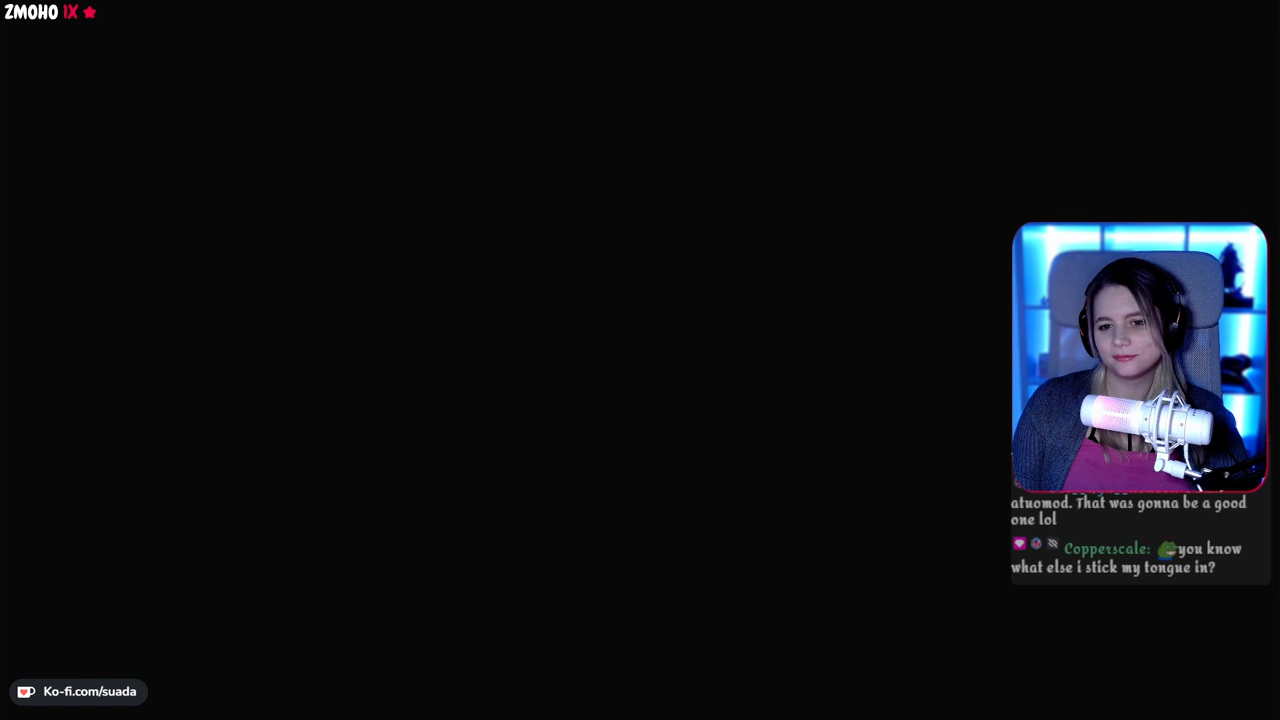 ZMOHO IX
atuomod. That was gonna be a good
one lol
Copperscale: you know
what else i stick my tongue in?
Ko-fi.com/suada